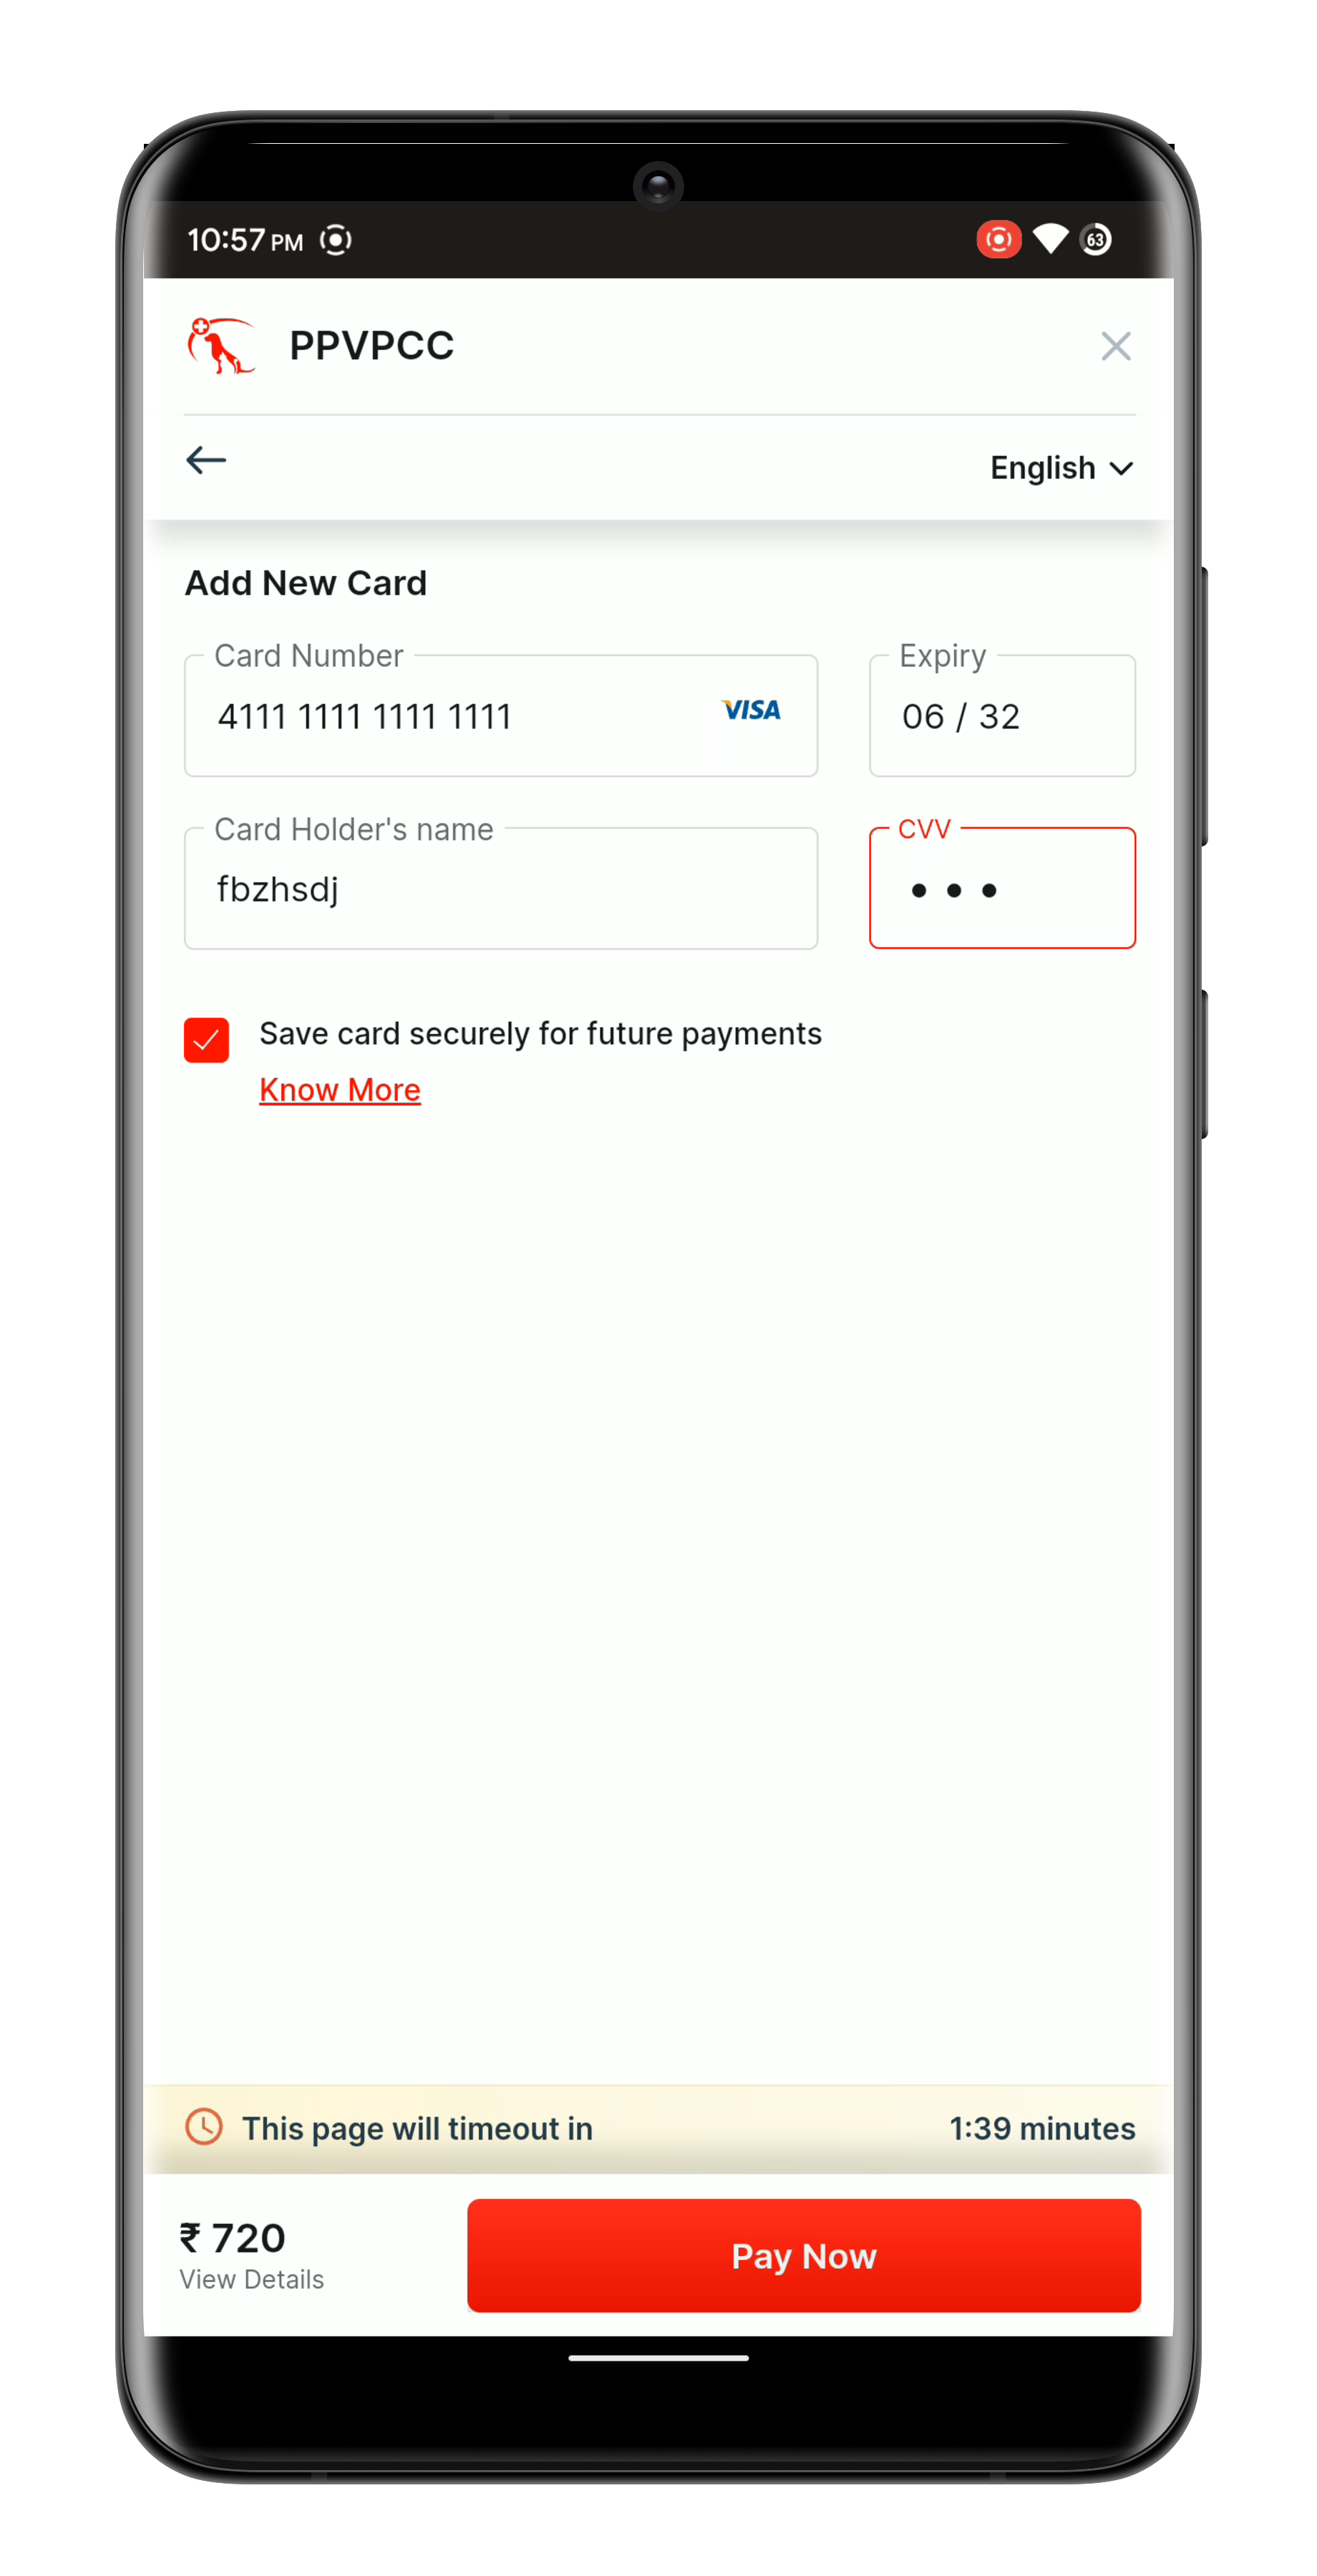 10:57 PM
63
PPVPCC
English
Add New Card
Card Number
4111 1111 1111 1111
VISA
Expiry
06 / 32
Card Holder's name
fbzhsdj
CVV
Save card securely for future payments
Know More
This page will timeout in 1:39 minutes
₹ 720
View Details
Pay Now